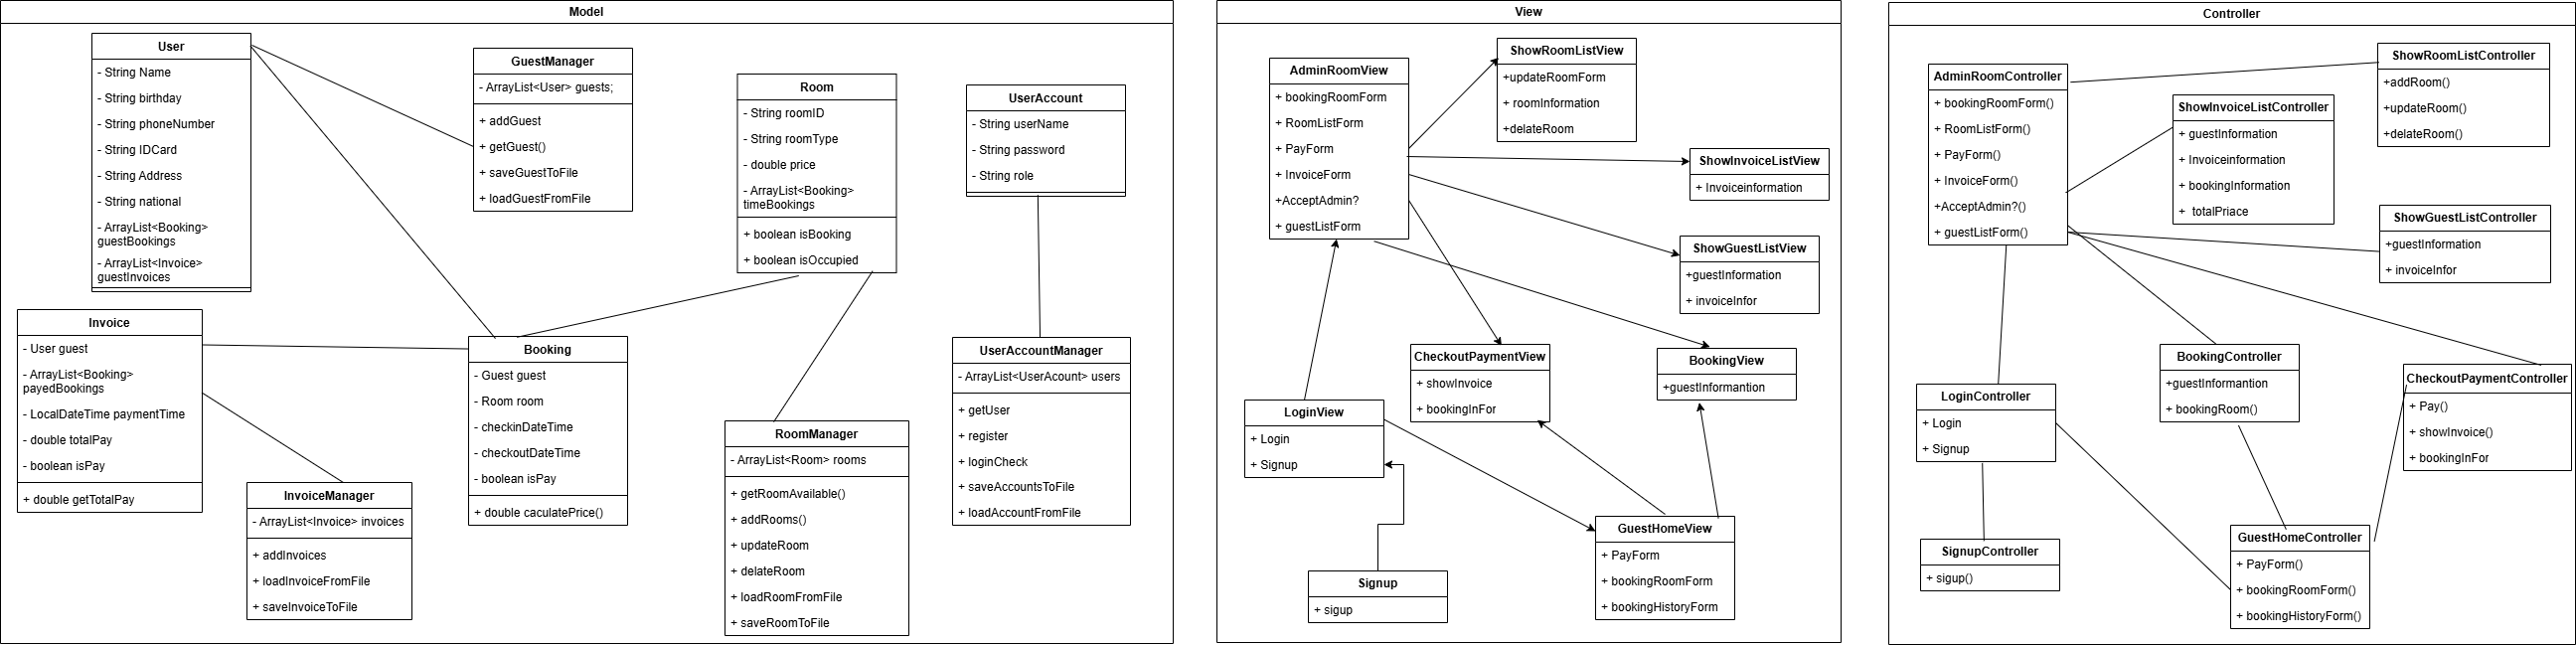 Model
User
- String Name
- String birthday
- String phoneNumber
- String IDCard
- String Address
- String national
- ArrayList<Booking>
guestBookings
- ArrayList<Invoice>
guestInvoices
GuestManager
- ArrayList<User> guests;
+ addGuest
+ getGuest()
+ saveGuestToFile
+ loadGuestFromFile
Room
- String roomID
- String roomType
- double price
- ArrayList<Booking>
timeBookings
+ boolean isBooking
+ boolean isOccupied
UserAccount
- String userName
- String password
- String role
Invoice
- User guest
- ArrayList<Booking>
payedBookings
- LocalDateTime paymentTime
- double totalPay
- boolean isPay
+ double getTotalPay
InvoiceManager
- ArrayList<Invoice> invoices
+ addInvoices
+ loadInvoiceFromFile
+ saveInvoiceToFile
Booking
- Guest guest
- Room room
- checkinDateTime
- checkoutDateTime
- boolean isPay
+ double caculatePrice()
RoomManager
- ArrayList<Room> rooms
+ getRoomAvailable()
+ addRooms()
+ updateRoom
+ delateRoom
+ loadRoomFromFile
+ saveRoomToFile
UserAccountManager
- ArrayList<UserAcount> users
+ getUser
+ register
+ loginCheck
+ saveAccountsToFile
+ loadAccountFromFile
View
AdminRoomView
+ bookingRoomForm
+ RoomListForm
+ PayForm
+ InvoiceForm
+AcceptAdmin?
+ guestListForm
ShowRoomListView
+updateRoomForm
+ roomInformation
+delateRoom
ShowInvoiceListView
+ Invoiceinformation
ShowGuestListView
+guestInformation
+ invoiceInfor
CheckoutPaymentView
+ showInvoice
+ bookingInFor
BookingView
+guestInformantion
LoginView
+ Login
+ Signup
GuestHomeView
+ PayForm
+ bookingRoomForm
+ bookingHistoryForm
Signup
+ sigup
Controller
AdminRoomController
+ bookingRoomForm()
+ RoomListForm()
+ PayForm()
+ InvoiceForm()
+AcceptAdmin?()
+ guestListForm()
ShowInvoiceListController
+ guestInformation
+ Invoiceinformation
+ bookingInformation
+ totalPriace
ShowRoomListController
+addRoom()
+updateRoom()
+delateRoom()
ShowGuestListController
+guestInformation
+ invoiceInfor
BookingController
+guestInformantion
+ bookingRoom()
CheckoutPaymentController
+ Pay()
+ showInvoice()
+ bookingInFor
LoginController
+ Login
+ Signup
SignupController
+ sigup()
GuestHomeController
+ PayForm()
+ bookingRoomForm()
+ bookingHistoryForm()